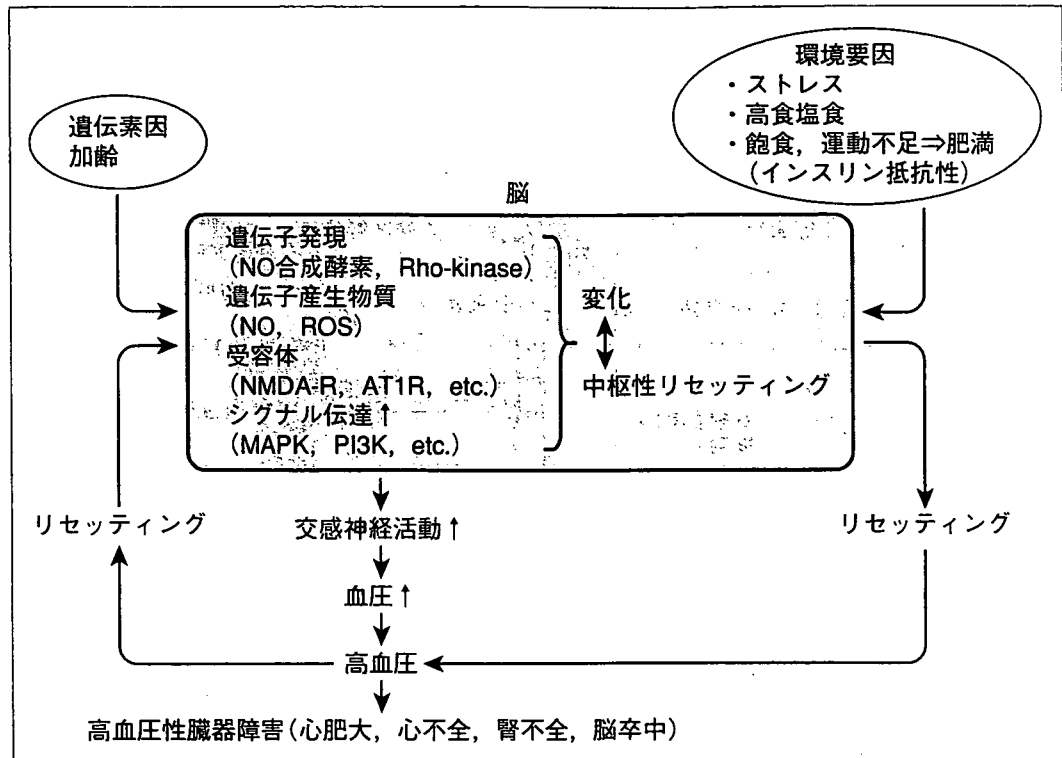 遺伝素因
加齢
環境要因
・ストレス
・高食塩食
・飽食，運動不足⇒肥満
（インスリン抵抗性）
脳
遺伝子発現
（NO合成酵素，Rho-kinase）
遺伝子産生物質
（NO，ROS）
受容体
（NMDA-R，AT1R，etc.）
シグナル伝達↑
（MAPK，PI3K，etc.）
変化
中枢性リセッティング
リセッティング
交感神経活動↑
リセッティング
血圧↑
高血圧
高血圧性臓器障害（心肥大，心不全，腎不全，脳卒中）